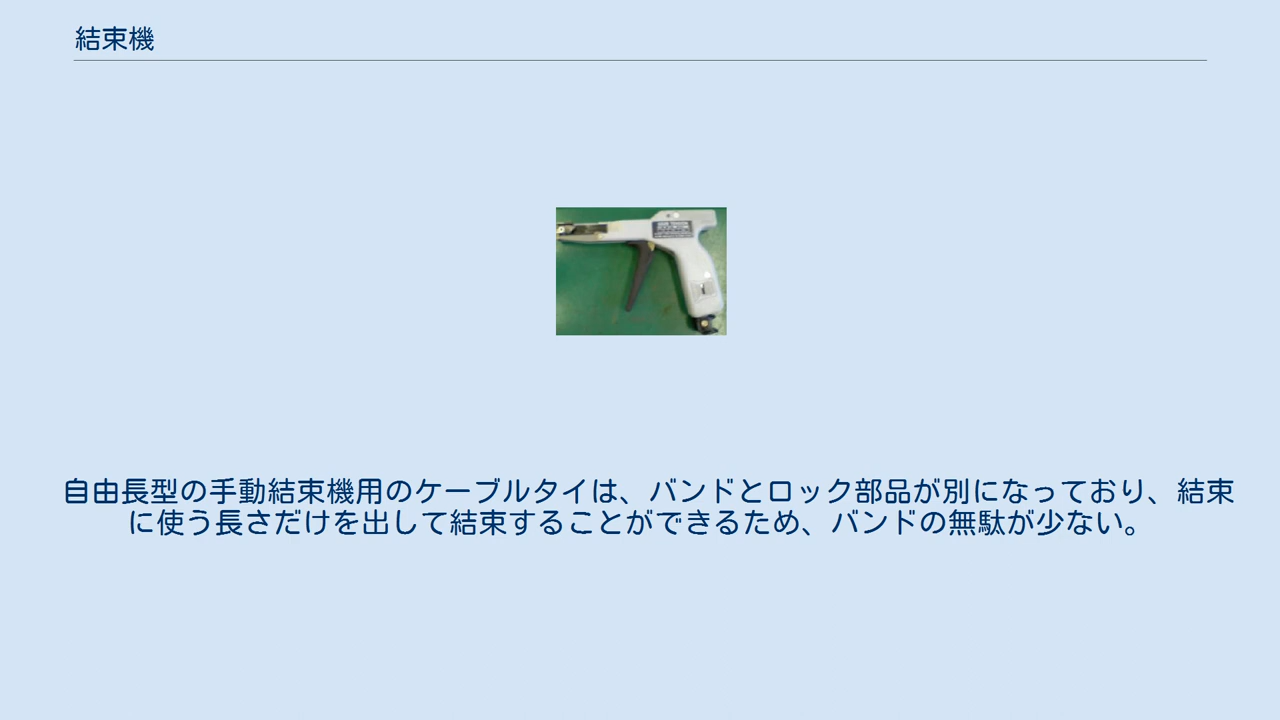 結束機
自由長型の手動結束機用のケーブルタイは、バンドとロック部品が別になっており、結束
に使う長さだけを出して結束することができるため、バンドの無駄が少ない。